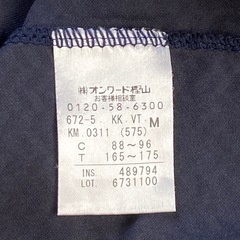 ㈱オンワード樫山
お客様相談室
0120-58-6300
672-5 KK.VT. M
KM.0311 (575)
C 88~96
T 165~175
INS. 489794
LOT. 6731100